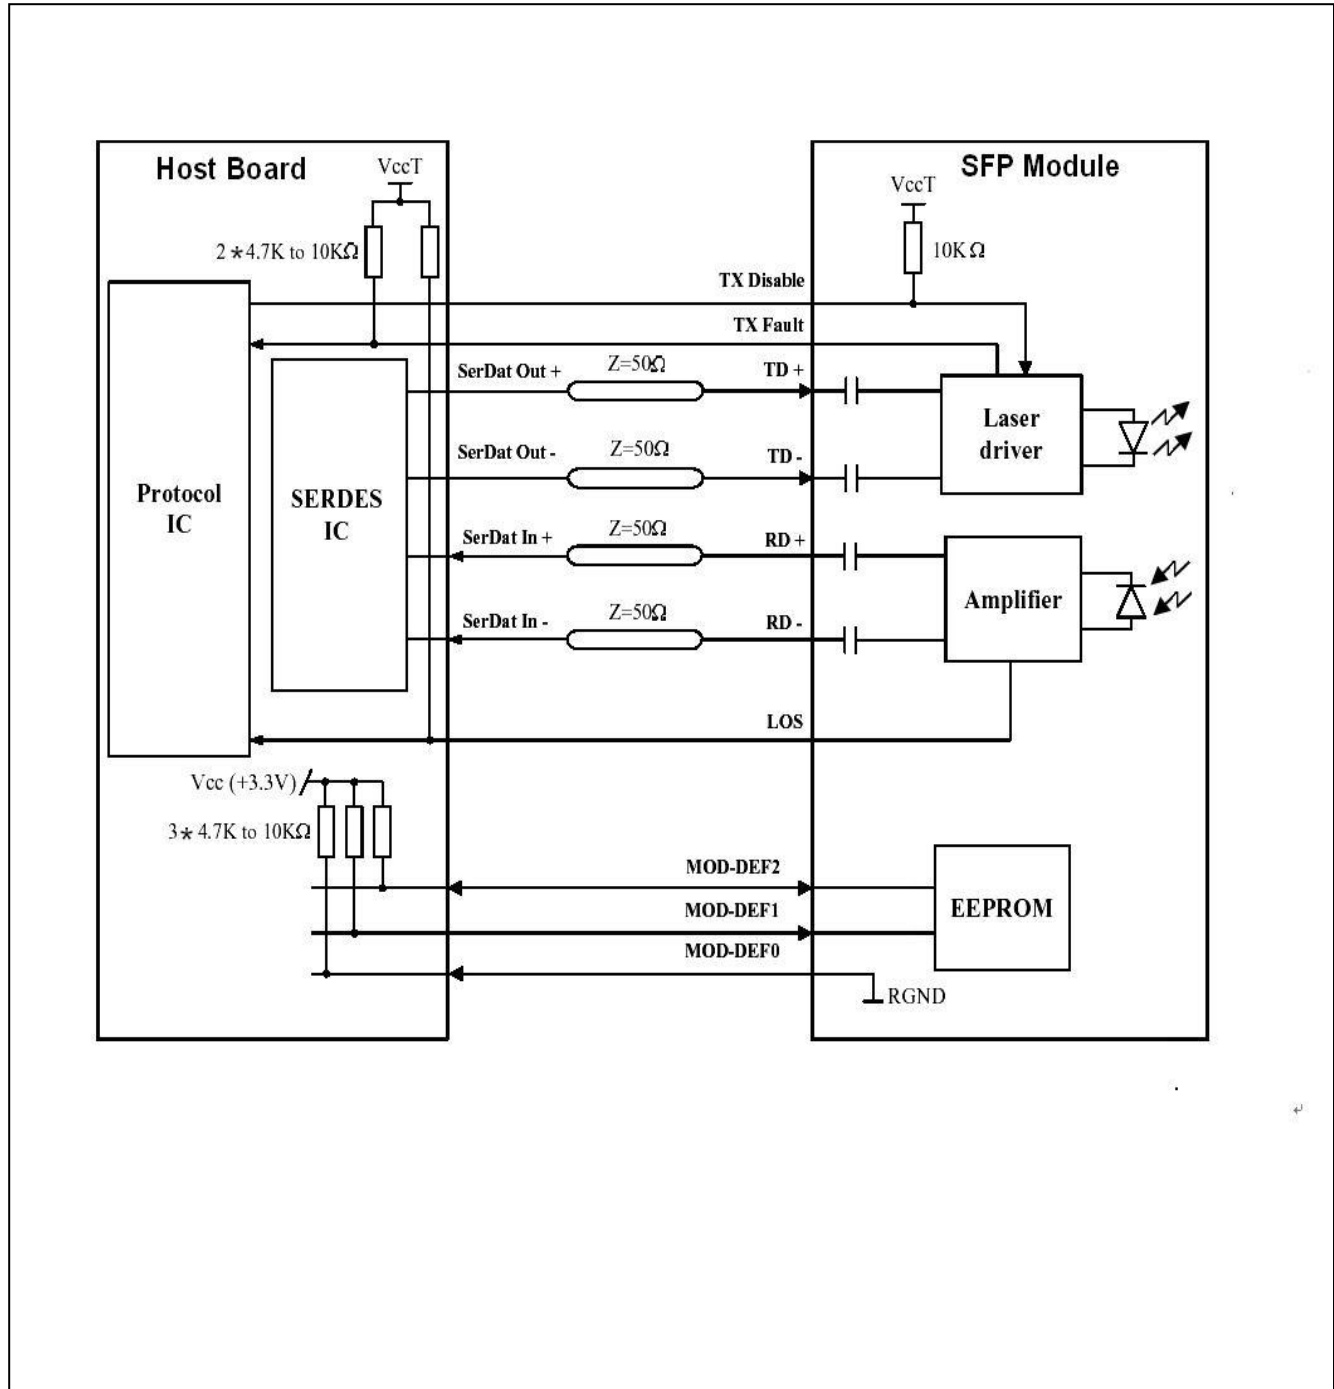 Host Board
SFP Module
VccT
VccT
2*4.7K to 10KΩ
10KΩ
TX Disable
TX Fault
SerDat Out +
Z=50Ω
TD +
Laser
driver
SerDat Out -
Z=50Ω
TD -
Protocol
IC
SERDES
IC
SerDat In +
Z=50Ω
RD +
Amplifier
SerDat In -
Z=50Ω
RD -
LOS
Vcc (+3.3V)
3*4.7K to 10KΩ
MOD-DEF2
MOD-DEF1
EEPROM
MOD-DEF0
RGND